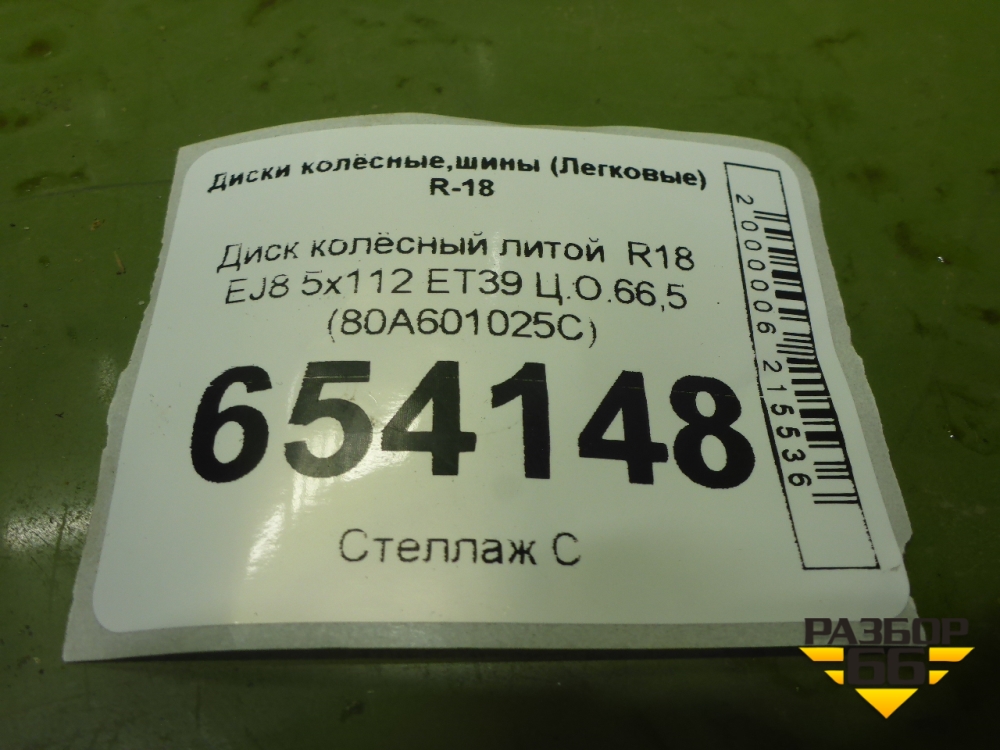 Диски колёсные,шины (Легковые)
R-18
Диск колёсный литой R18
EJ8 5x112 ET39 Ц.О.66,5
(80A601025C)
654148
Стеллаж С
2000006215536
РАЗБОР
66